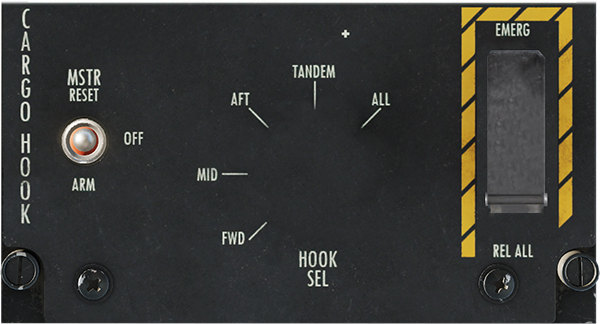 CARGO HOOK
MSTR
RESET
OFF
ARM
AFT
TANDEM
ALL
MID
FWD
HOOK
SEL
EMERG
REL ALL